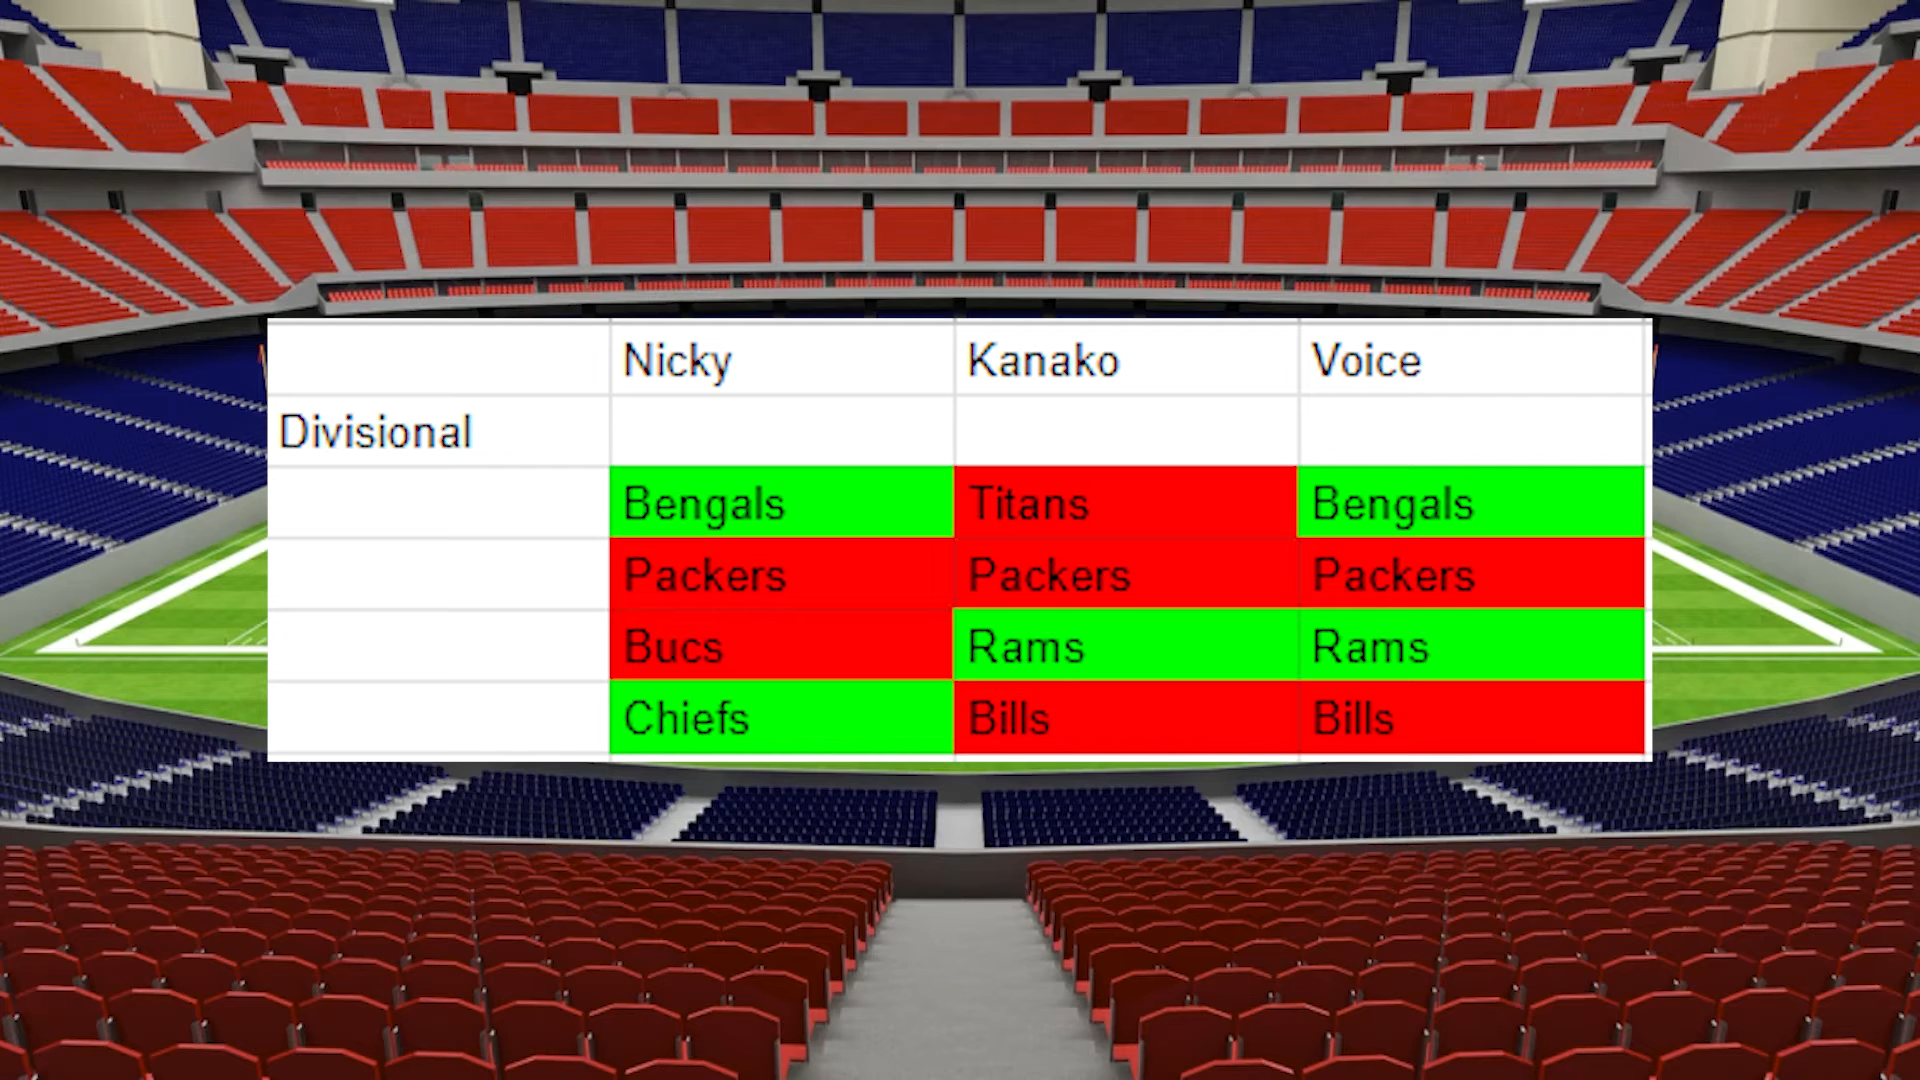 Nicky Kanako Voice
Divisional
Bengals Titans Bengals
Packers Packers Packers
Bucs Rams Rams
Chiefs Bills Bills